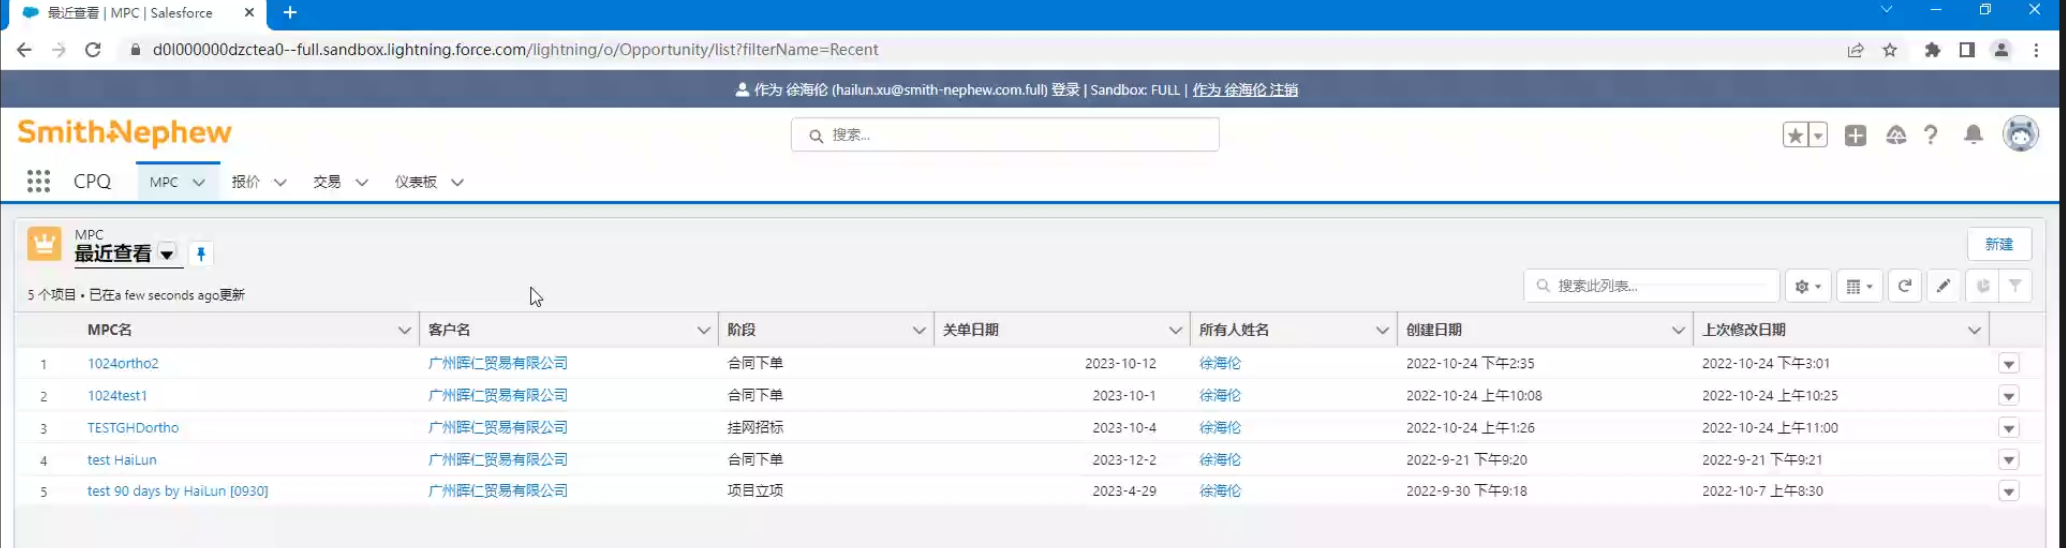 最近查看 | MPC | Salesforce
d0l000000dzctea0--full.sandbox.lightning.force.com/lightning/o/Opportunity/list?filterName=Recent
作为 徐海伦 (hailun.xu@smith-nephew.com.full) 登录 | Sandbox: FULL | 作为 徐海伦 注销
Smith+Nephew
搜索...
CPQ MPC 报价 交易 仪表板
MPC
最近查看
新建
5 个项目 • 已在a few seconds ago更新
搜索此列表...
MPC名 客户名 阶段 关单日期 所有人姓名 创建日期 上次修改日期
1 1024ortho2 广州晖仁贸易有限公司 合同下单 2023-10-12 徐海伦 2022-10-24 下午2:35 2022-10-24 下午3:01
2 1024test1 广州晖仁贸易有限公司 合同下单 2023-10-1 徐海伦 2022-10-24 上午10:08 2022-10-24 上午10:25
3 TESTGHDortho 广州晖仁贸易有限公司 挂网招标 2023-10-4 徐海伦 2022-10-24 上午1:26 2022-10-24 上午11:00
4 test HaiLun 广州晖仁贸易有限公司 合同下单 2023-12-2 徐海伦 2022-9-21 下午9:20 2022-9-21 下午9:21
5 test 90 days by HaiLun [0930] 广州晖仁贸易有限公司 项目立项 2023-4-29 徐海伦 2022-9-30 下午9:18 2022-10-7 上午8:30